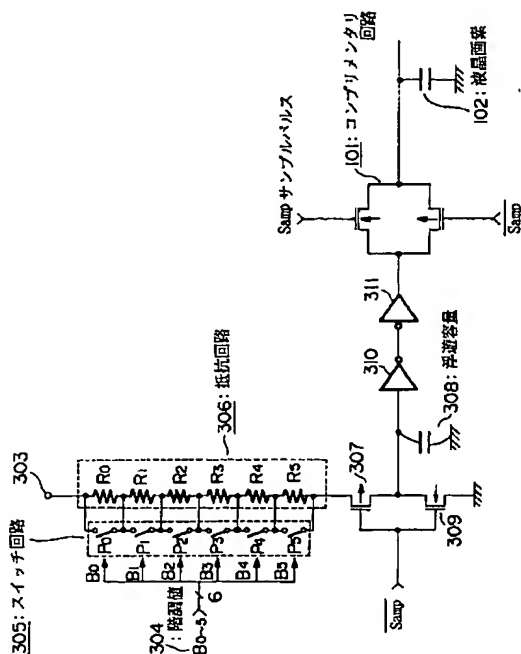 305:スイッチ回路
303
306:抵抗回路
R0
R1
R2
R3
R4
R5
P0
P1
P2
P3
P4
P5
B0
B1
B2
B3
B4
B5
304:階調値
B0~5
6
307
309
Samp
308:浮遊容量
310
311
Samp サンプルパルス
101:コンプリメンタリ
回路
Samp
102:液晶画素